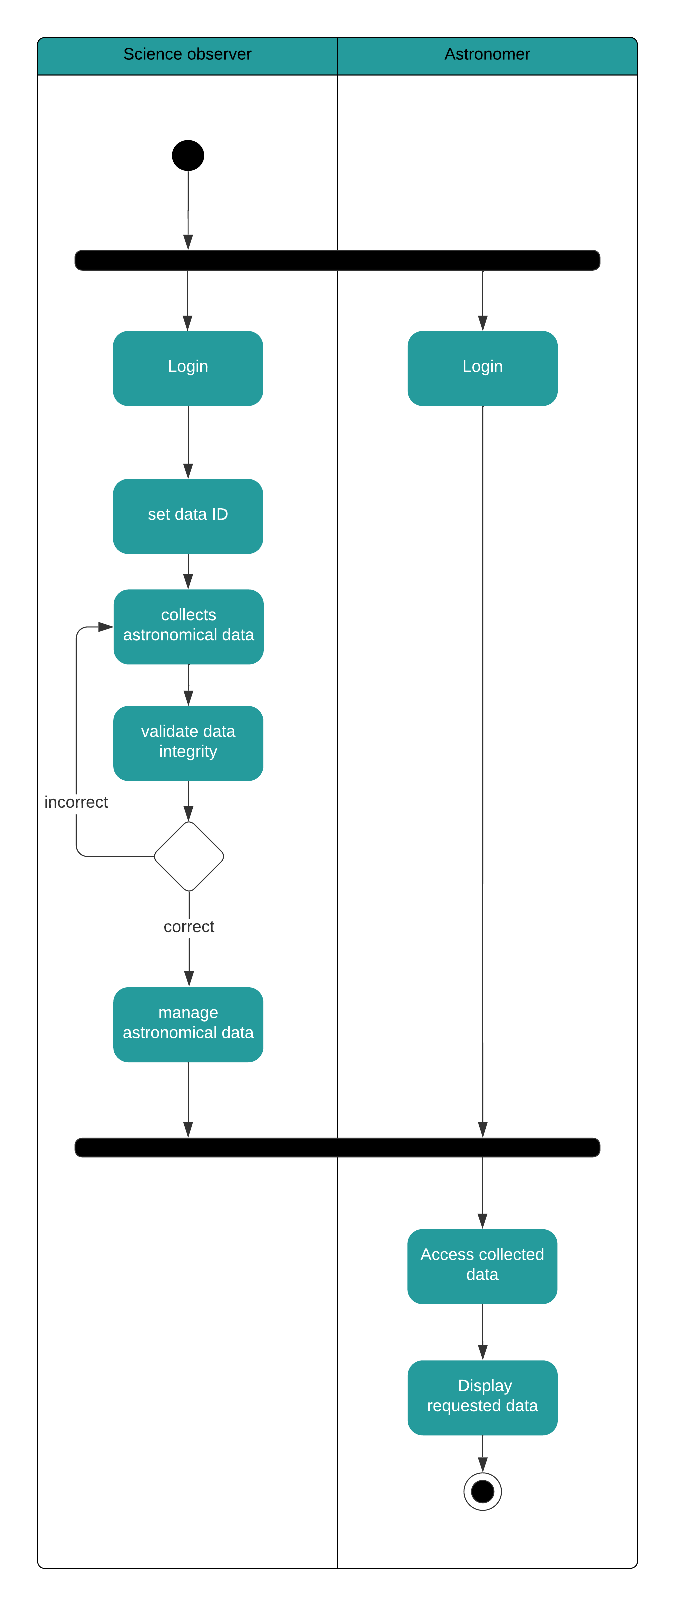 Science observer
Astronomer
Login
Login
set data ID
collects
astronomical data
validate data
integrity
incorrect
correct
manage
astronomical data
Access collected
data
Display
requested data